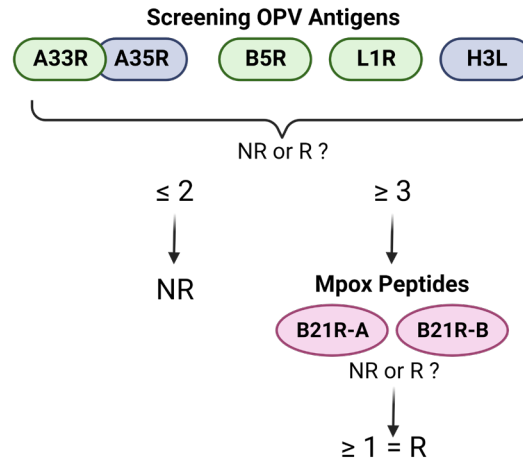 Screening OPV Antigens
A33R A35R B5R L1R H3L
NR or R ?
≤ 2 ≥ 3
NR
Mpox Peptides
B21R-A B21R-B
NR or R ?
≥ 1 = R